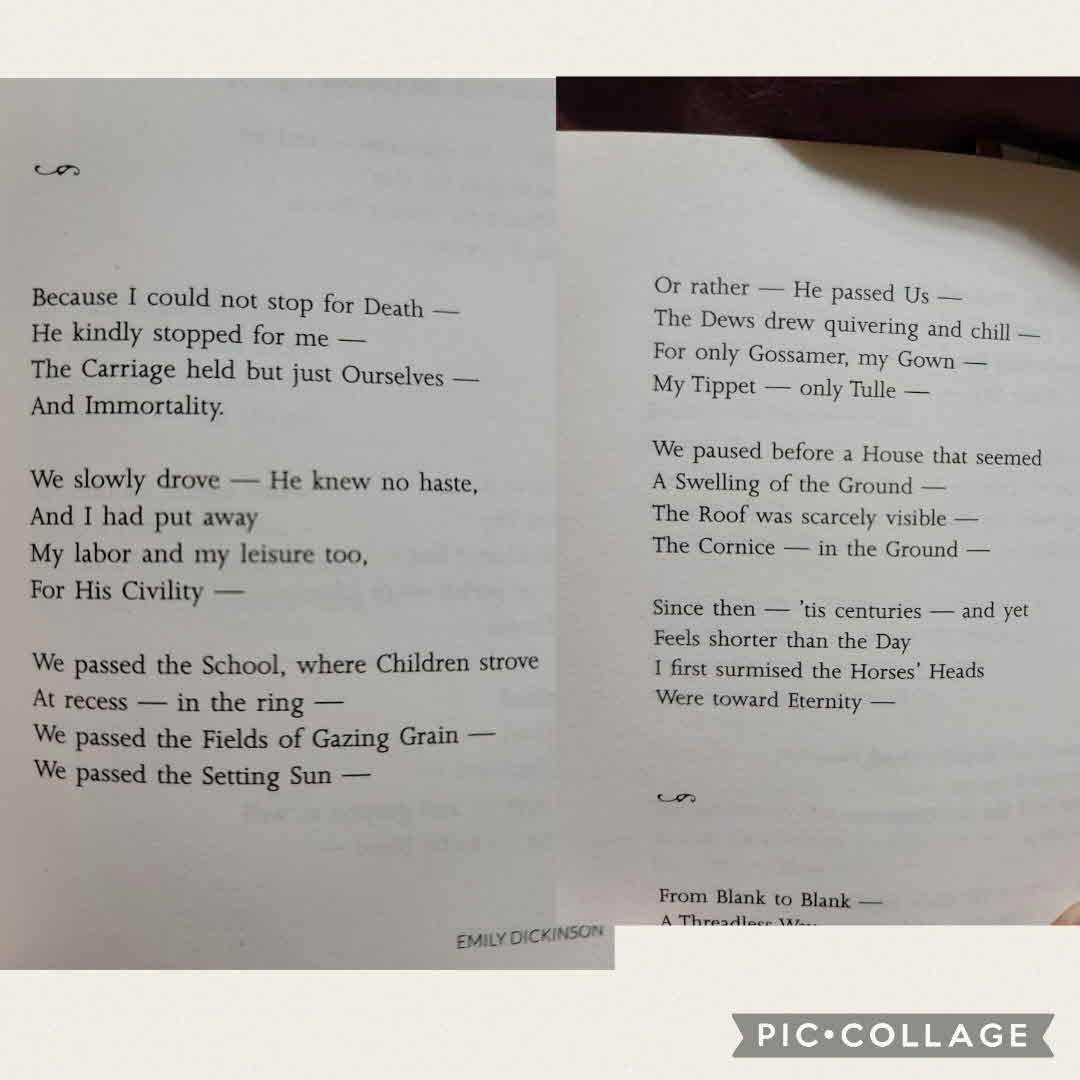 Because I could not stop for Death —
He kindly stopped for me —
The Carriage held but just Ourselves —
And Immortality.
We slowly drove — He knew no haste,
And I had put away
My labor and my leisure too,
For His Civility —
We passed the School, where Children strove
At recess — in the ring —
We passed the Fields of Gazing Grain —
We passed the Setting Sun —
EMILY DICKINSON
Or rather — He passed Us —
The Dews drew quivering and chill —
For only Gossamer, my Gown —
My Tippet — only Tulle —
We paused before a House that seemed
A Swelling of the Ground —
The Roof was scarcely visible —
The Cornice — in the Ground —
Since then — 'tis centuries — and yet
Feels shorter than the Day
I first surmised the Horses' Heads
Were toward Eternity —
From Blank to Blank —
A Threadless
PIC•COLLAGE